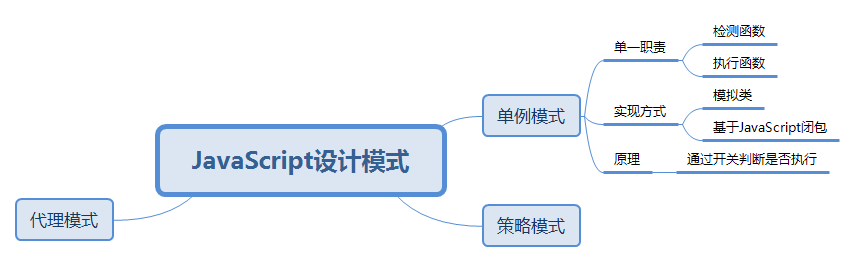 JavaScript设计模式
单例模式
单一职责
检测函数
执行函数
实现方式
模拟类
基于JavaScript闭包
原理
通过开关判断是否执行
策略模式
代理模式